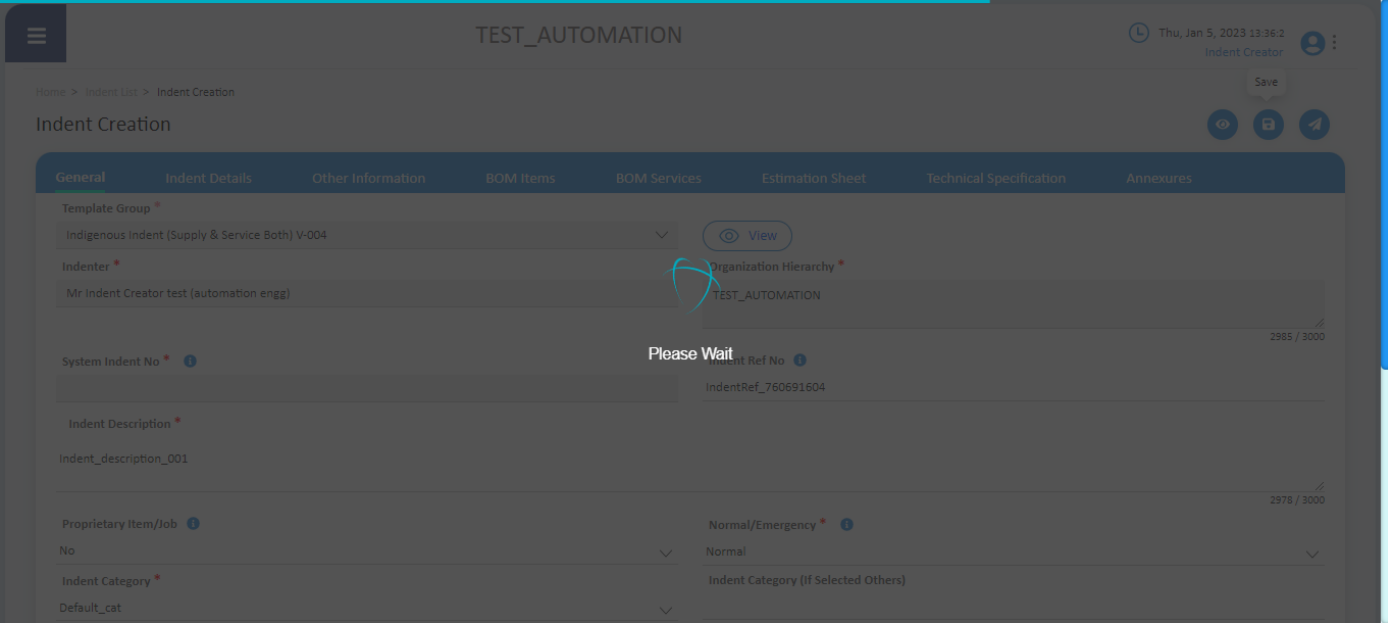 TEST_AUTOMATION
Thu, Jan 5, 2023 13:36:2
Indent Creator
Home > Indent List > Indent Creation
Save
Indent Creation
General Indent Details Other Information BOM Items BOM Services Estimation Sheet Technical Specification Annexures
Template Group *
Indigenous Indent (Supply & Service Both) V-004
View
Indenter *
Organization Hierarchy *
Mr Indent Creator test (automation engg)
TEST_AUTOMATION
2985 / 3000
Please Wait
System Indent No *
Indent Ref No
IndentRef_760691604
Indent Description *
Indent_description_001
2978 / 3000
Proprietary Item/Job
Normal/Emergency *
No
Normal
Indent Category *
Indent Category (If Selected Others)
Default_cat